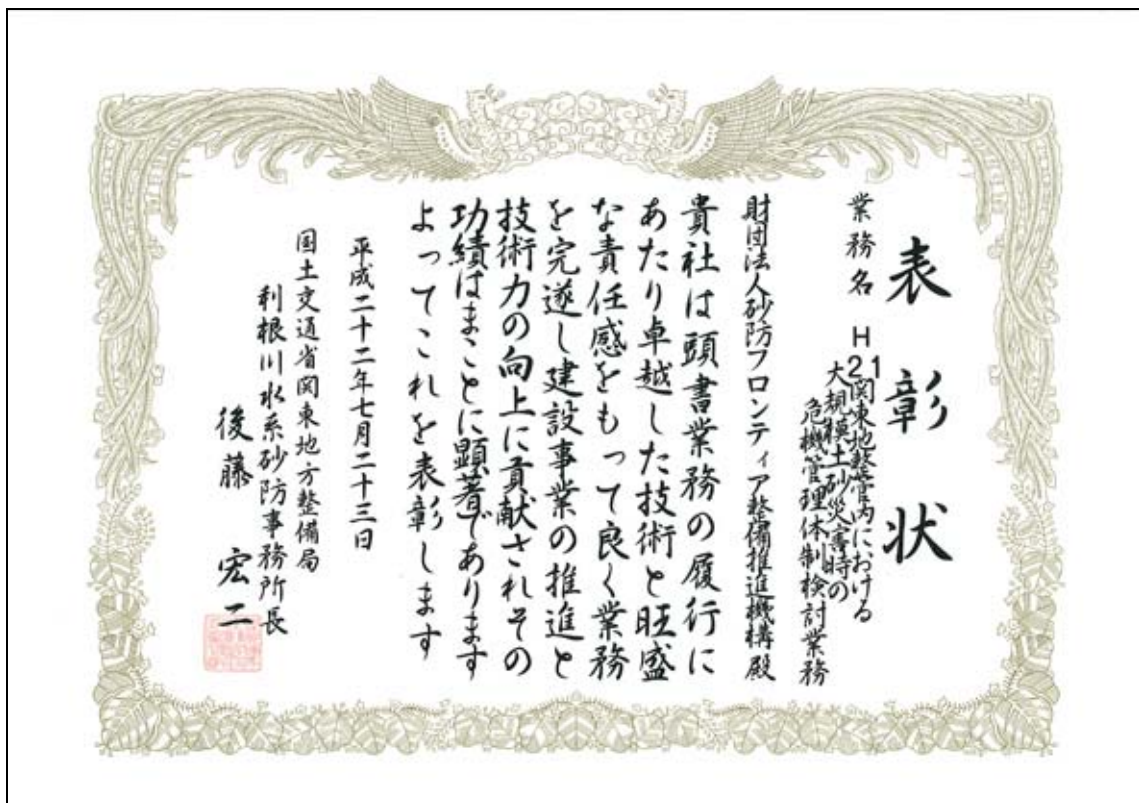 表彰状
業務名 H21関東地整管内における
大規模土砂災害時の
危機管理体制検討業務
財団法人砂防フロンティア整備推進機構殿
貴社は頭書業務の履行に
あたり卓越した技術と旺盛
な責任感をもって良く業務
を完遂し建設事業の推進と
技術力の向上に貢献されその
功績はまことに顕著であります
よってこれを表彰します
平成二十二年七月二十三日
国土交通省関東地方整備局
利根川水系砂防事務所長
後藤宏二